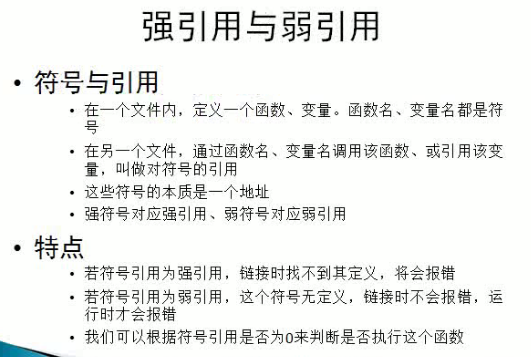 强引用与弱引用
• 符号与引用
• 在一个文件内，定义一个函数、变量。函数名、变量名都是符
号
• 在另一个文件，通过函数名、变量名调用该函数、或引用该变
量，叫做对符号的引用
• 这些符号的本质是一个地址
• 强符号对应强引用、弱符号对应弱引用
• 特点
• 若符号引用为强引用，链接时找不到其定义，将会报错
• 若符号引用为弱引用，这个符号无定义，链接时不会报错，运
行时才会报错
• 我们可以根据符号引用是否为0来判断是否执行这个函数